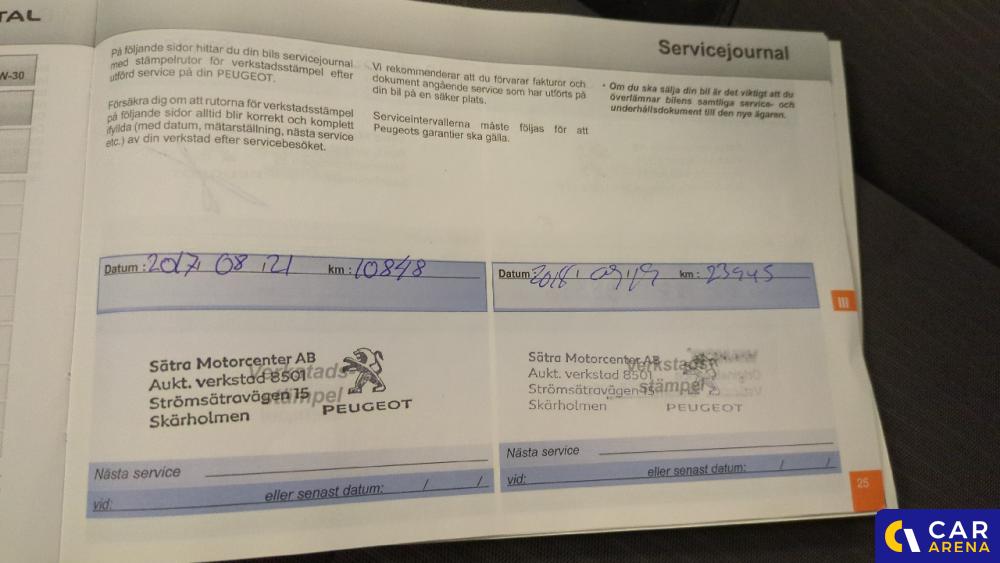 TAL
W-30
Servicejournal
På följande sidor hittar du din bils servicejournal
med stämpelrutor för verkstadsstämpel efter
utförd service på din PEUGEOT.
Försäkra dig om att rutorna för verkstadsstämpel
på följande sidor alltid blir korrekt och komplett
ifyllda (med datum, mätarställning, nästa service
etc.) av din verkstad efter servicebesöket.
Vi rekommenderar att du förvarar fakturor och
dokument angående service som har utförts på
din bil på en säker plats.
Serviceintervallerna måste följas för att
Peugeots garantier ska gälla.
• Om du ska sälja din bil är det viktigt att du
överlämnar bilens samtliga service- och
underhållsdokument till den nye ägaren.
Datum : 2017 / 08 / 21 km : 10848
Verkstads-
stämpel
Sätra Motorcenter AB
Aukt. verkstad 8501
Strömsätravägen 15
Skärholmen
PEUGEOT
Nästa service
vid: eller senast datum: / /
Datum : 2018 / 09 / 19 km : 23945
Verkstads-
stämpel
Sätra Motorcenter AB
Aukt. verkstad 8501
Strömsätravägen 15
Skärholmen
PEUGEOT
Nästa service
vid: eller senast datum: / /
III
25
CAR
ARENA